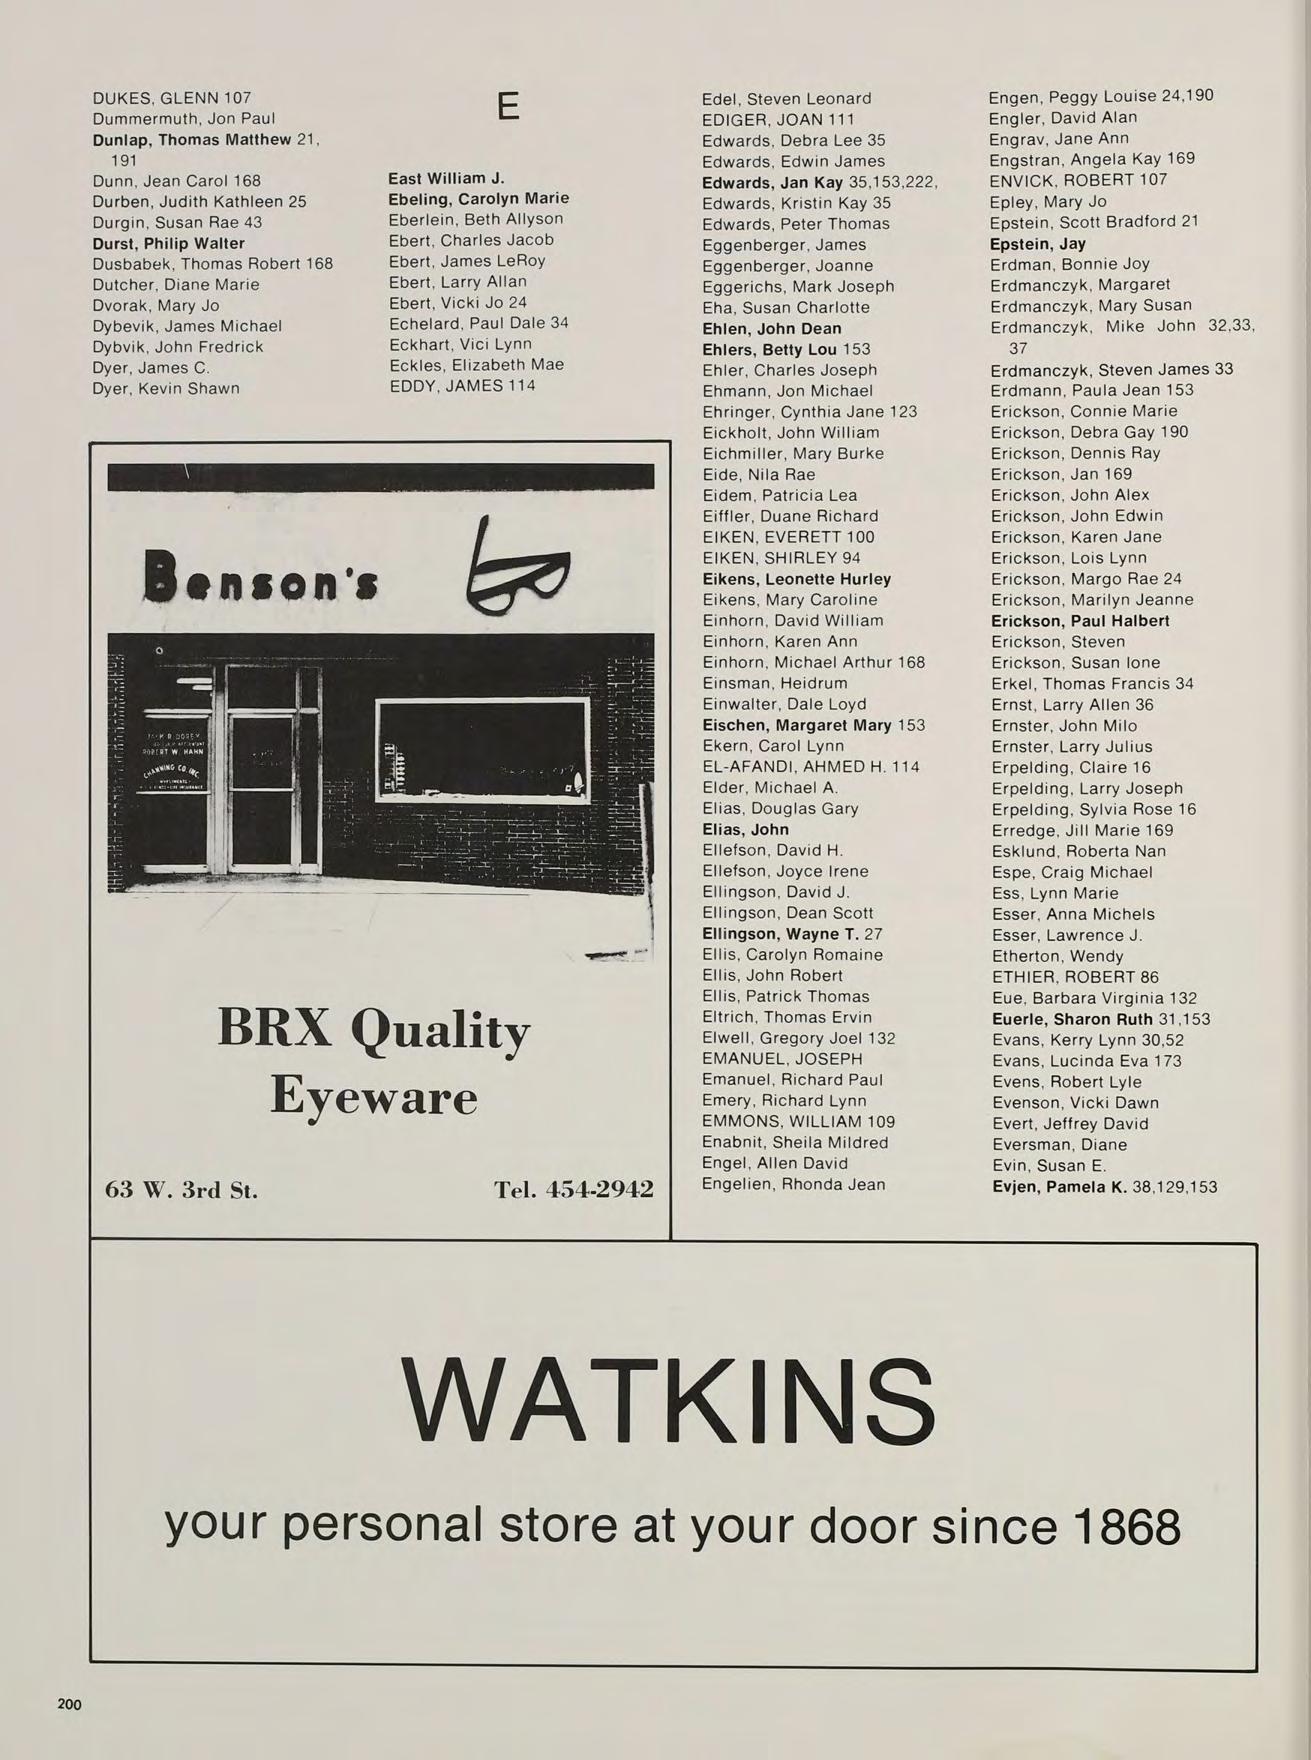 DUKES, GLENN 107
Dummermuth, Jon Paul
Dunlap, Thomas Matthew 21,
191
Dunn, Jean Carol 168
Durben, Judith Kathleen 25
Durgin, Susan Rae 43
Durst, Philip Walter
Dusbabek, Thomas Robert 168
Dutcher, Diane Marie
Dvorak, Mary Jo
Dybevik, James Michael
Dybvik, John Fredrick
Dyer, James C.
Dyer, Kevin Shawn
E
East William J.
Ebeling, Carolyn Marie
Eberlein, Beth Allyson
Ebert, Charles Jacob
Ebert, James LeRoy
Ebert, Larry Allan
Ebert, Vicki Jo 24
Echelard, Paul Dale 34
Eckhart, Vici Lynn
Eckles, Elizabeth Mae
EDDY, JAMES 114
Edel, Steven Leonard
EDIGER, JOAN 111
Edwards, Debra Lee 35
Edwards, Edwin James
Edwards, Jan Kay 35,153,222,
Edwards, Kristin Kay 35
Edwards, Peter Thomas
Eggenberger, James
Eggenberger, Joanne
Eggerichs, Mark Joseph
Eha, Susan Charlotte
Ehlen, John Dean
Ehlers, Betty Lou 153
Ehler, Charles Joseph
Ehmann, Jon Michael
Ehringer, Cynthia Jane 123
Eickholt, John William
Eichmiller, Mary Burke
Eide, Nila Rae
Eidem, Patricia Lea
Eiffler, Duane Richard
EIKEN, EVERETT 100
EIKEN, SHIRLEY 94
Eikens, Leonette Hurley
Eikens, Mary Caroline
Einhorn, David William
Einhorn, Karen Ann
Einhorn, Michael Arthur 168
Einsman, Heidrum
Einwalter, Dale Loyd
Eischen, Margaret Mary 153
Ekern, Carol Lynn
EL-AFANDI, AHMED H. 114
Elder, Michael A.
Elias, Douglas Gary
Elias, John
Ellefson, David H.
Ellefson, Joyce Irene
Ellingson, David J.
Ellingson, Dean Scott
Ellingson, Wayne T. 27
Ellis, Carolyn Romaine
Ellis, John Robert
Ellis, Patrick Thomas
Eltrich, Thomas Ervin
Elwell, Gregory Joel 132
EMANUEL, JOSEPH
Emanuel, Richard Paul
Emery, Richard Lynn
EMMONS, WILLIAM 109
Enabnit, Sheila Mildred
Engel, Allen David
Engelien, Rhonda Jean
Engen, Peggy Louise 24,190
Engler, David Alan
Engrav, Jane Ann
Engstran, Angela Kay 169
ENVICK, ROBERT 107
Epley, Mary Jo
Epstein, Scott Bradford 21
Epstein, Jay
Erdman, Bonnie Joy
Erdmanczyk, Margaret
Erdmanczyk, Mary Susan
Erdmanczyk, Mike John 32,33,
37
Erdmanczyk, Steven James 33
Erdmann, Paula Jean 153
Erickson, Connie Marie
Erickson, Debra Gay 190
Erickson, Dennis Ray
Erickson, Jan 169
Erickson, John Alex
Erickson, John Edwin
Erickson, Karen Jane
Erickson, Lois Lynn
Erickson, Margo Rae 24
Erickson, Marilyn Jeanne
Erickson, Paul Halbert
Erickson, Steven
Erickson, Susan Ione
Erkel, Thomas Francis 34
Ernst, Larry Allen 36
Ernster, John Milo
Ernster, Larry Julius
Erpelding, Claire 16
Erpelding, Larry Joseph
Erpelding, Sylvia Rose 16
Erredge, Jill Marie 169
Esklund, Roberta Nan
Espe, Craig Michael
Ess, Lynn Marie
Esser, Anna Michels
Esser, Lawrence J.
Etherton, Wendy
ETHIER, ROBERT 86
Eue, Barbara Virginia 132
Euerle, Sharon Ruth 31,153
Evans, Kerry Lynn 30,52
Evans, Lucinda Eva 173
Evens, Robert Lyle
Evenson, Vicki Dawn
Evert, Jeffrey David
Eversman, Diane
Evin, Susan E.
Evjen, Pamela K. 38,129,153
Benson's
ROBERT W. HAHN
CHANNING CO. INC.
BRX Quality
Eyeware
63 W. 3rd St. Tel. 454-2942
WATKINS
your personal store at your door since 1868
200